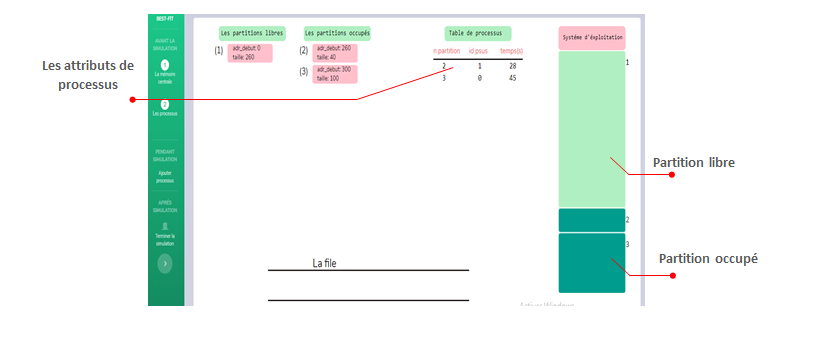 BEST-FIT
AVANT LA
SIMULATION
1
La mémoire
centrale
2
Les processus
PENDANT
SIMULATION
Ajouter
processus
APRÈS
SIMULATION
Terminer la
simulation
Les attributs de
processus
Les partitions libres
(1) adr_debut 0
taille: 260
Les partitions occupés
(2) adr_debut 260
taille: 40
(3) adr_debut: 300
taille: 100
Table de processus
n partition id psus temps(s)
2 1 28
3 0 45
La file
Système d'éxploitation
1
2
3
Partition libre
Partition occupé